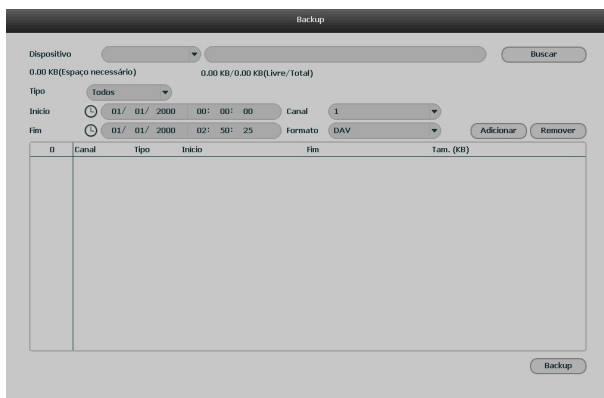 Backup
Dispositivo Buscar
0.00 KB(Espaço necessário) 0.00 KB/0.00 KB(Livre/Total)
Tipo Todos
Início 01/ 01/ 2000 00: 00: 00 Canal 1
Fim 01/ 01/ 2000 02: 50: 25 Formato DAV Adicionar Remover
0 Canal Tipo Início Fim Tam. (KB)
Backup